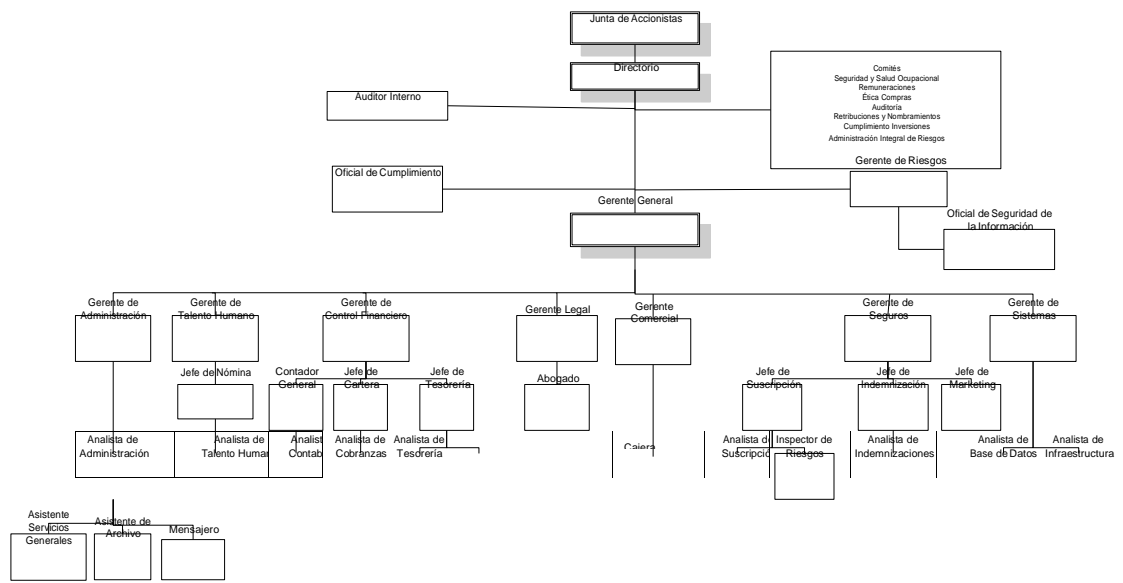 Junta de Accionistas
Directorio
Comités
Seguridad y Salud Ocupacional
Remuneraciones
Ética Compras
Auditoría
Retribuciones y Nombramientos
Cumplimiento Inversiones
Administración Integral de Riesgos
Auditor Interno
Gerente de Riesgos
Oficial de Cumplimiento
Gerente General
Oficial de Seguridad de
la Información
Gerente de
Administración
Gerente de
Talento Humano
Gerente de
Control Financiero
Gerente Legal
Gerente
Comercial
Gerente de
Seguros
Gerente de
Sistemas
Jefe de Nómina
Contador
General
Jefe de
Cartera
Jefe de
Tesorería
Abogado
Jefe de
Suscripción
Jefe de
Indemnización
Jefe de
Marketing
Analista de
Administración
Analista de
Talento Humar
Analist
Contab
Analista de
Cobranzas
Analista de
Tesorería
Cajera
Analista de
Suscripció
Inspector de
Riesgos
Analista de
Indemnizaciones
Analista de
Base de Datos
Analista de
Infraestructura
Asistente
Servicios
Generales
Asistente de
Archivo
Mensajero